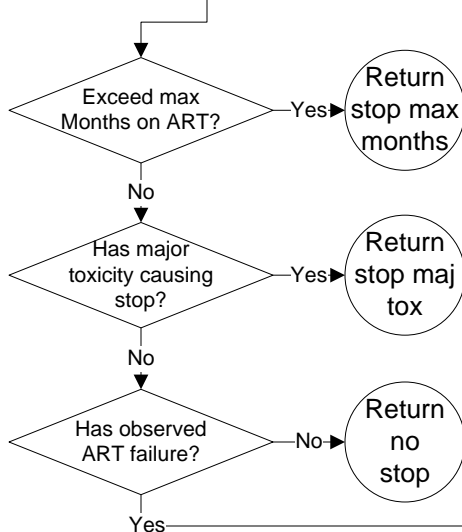 Exceed max
Months on ART?
Yes
Return
stop max
months
No
Has major
toxicity causing
stop?
Yes
Return
stop maj
tox
No
Has observed
ART failure?
No
Return
no
stop
Yes